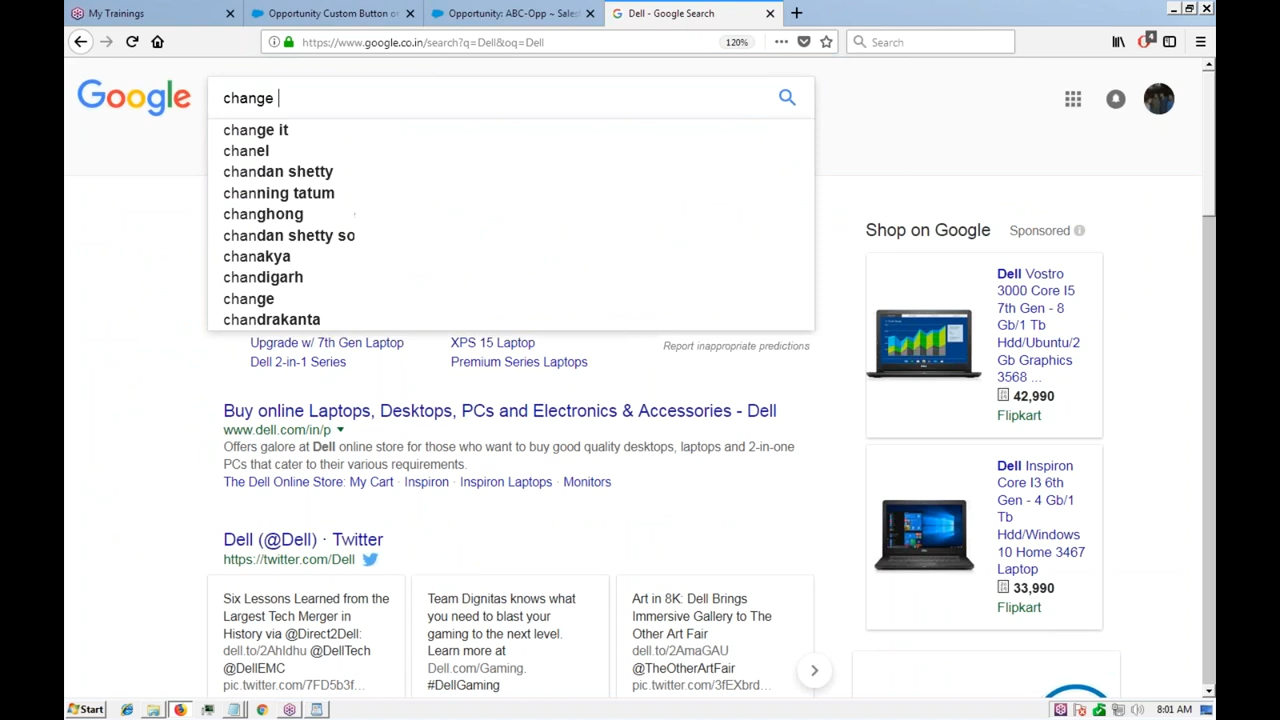 My Trainings
Opportunity Custom Button or
Opportunity: ABC-Opp ~ Sales
Dell - Google Search
https://www.google.co.in/search?q=Dell&oq=Dell
120%
Search
4
Google
change
change it
chanel
chandan shetty
channing tatum
changhong
chandan shetty so
chanakya
chandigarh
change
chandrakanta
Report inappropriate predictions
Upgrade w/ 7th Gen Laptop
XPS 15 Laptop
Dell 2-in-1 Series
Premium Series Laptops
Buy online Laptops, Desktops, PCs and Electronics & Accessories - Dell
www.dell.com/in/p
Offers galore at Dell online store for those who want to buy good quality desktops, laptops and 2-in-one
PCs that cater to their various requirements.
The Dell Online Store: My Cart · Inspiron · Inspiron Laptops · Monitors
Dell (@Dell) · Twitter
https://twitter.com/Dell
Six Lessons Learned from the
Largest Tech Merger in
History via @Direct2Dell:
dell.to/2AhIdhu @DellTech
@DellEMC
pic.twitter.com/7FD5b3f...
Team Dignitas knows what
you need to blast your
gaming to the next level.
Learn more at
Dell.com/Gaming.
#DellGaming
Art in 8K: Dell Brings
Immersive Gallery to The
Other Art Fair
dell.to/2AmaGAU
@TheOtherArtFair
pic.twitter.com/3fEXbrd...
Shop on Google
Sponsored
Dell Vostro
3000 Core I5
7th Gen - 8
Gb/1 Tb
Hdd/Ubuntu/2
Gb Graphics
3568 ...
42,990
Flipkart
Dell Inspiron
Core I3 6th
Gen - 4 Gb/1
Tb
Hdd/Windows
10 Home 3467
Laptop
33,990
Flipkart
Start
8:01 AM